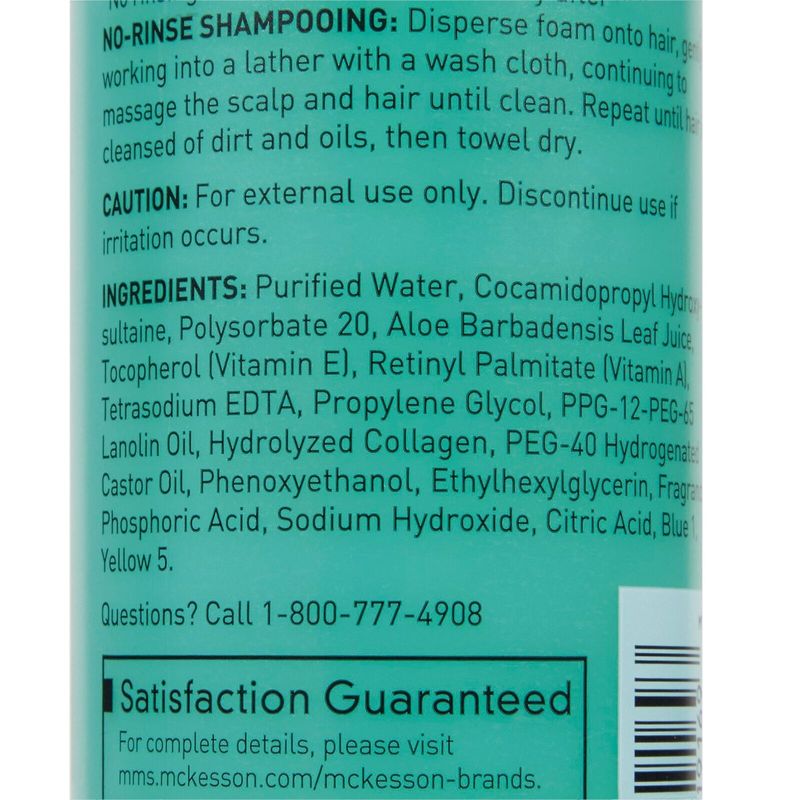 NO-RINSE SHAMPOOING: Disperse foam onto hair,
working into a lather with a wash cloth, continuing to
massage the scalp and hair until clean. Repeat until hair
cleansed of dirt and oils, then towel dry.
CAUTION: For external use only. Discontinue use if
irritation occurs.
INGREDIENTS: Purified Water, Cocamidopropyl Hydroxy-
sultaine, Polysorbate 20, Aloe Barbadensis Leaf Juice,
Tocopherol (Vitamin E), Retinyl Palmitate (Vitamin A),
Tetrasodium EDTA, Propylene Glycol, PPG-12-PEG-65
Lanolin Oil, Hydrolyzed Collagen, PEG-40 Hydrogenated
Castor Oil, Phenoxyethanol, Ethylhexylglycerin,
Phosphoric Acid, Sodium Hydroxide, Citric Acid, Blue 1,
Yellow 5.
Questions? Call 1-800-777-4908
Satisfaction Guaranteed
For complete details, please visit
mms.mckesson.com/mckesson-brands.